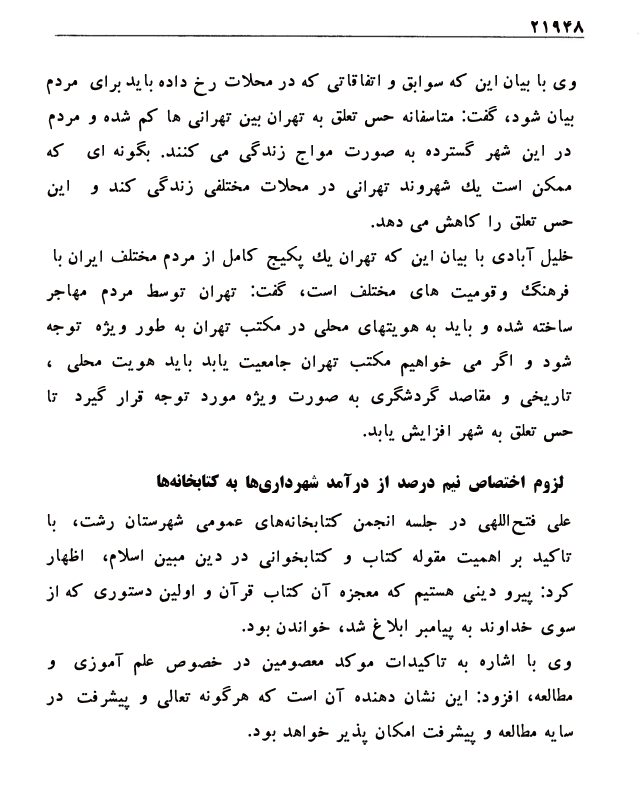 ۲۱۹۴۸
وی با بیان این که سوابق و اتفاقاتی که در محلات رخ داده باید برای مردم
بیان شود، گفت: متاسفانه حس تعلق به تهران بین تهرانی ها کم شده و مردم
در این شهر گسترده به صورت مواج زندگی می کنند. بگونه ای که
ممکن است یك شهروند تهرانی در محلات مختلفی زندگی کند و این
حس تعلق را کاهش می دهد.
خلیل آبادی با بیان این که تهران یك پکیج کامل از مردم مختلف ایران با
فرهنگ وقومیت های مختلف است، گفت: تهران توسط مردم مهاجر
ساخته شده و باید به هویتهای محلی در مکتب تهران به طور ویژه توجه
شود و اگر می خواهیم مکتب تهران جامعیت یابد باید هویت محلی ،
تاریخی و مقاصد گردشگری به صورت ویژه مورد توجه قرار گیرد تا
حس تعلق به شهر افزایش یابد.
لزوم اختصاص نیم درصد از درآمد شهرداری‌ها به کتابخانه‌ها
علی فتح‌اللهی در جلسه انجمن کتابخانه‌های عمومی شهرستان رشت، با
تاکید بر اهمیت مقوله کتاب و کتابخوانی در دین مبین اسلام، اظهار
کرد: پیرو دینی هستیم که معجزه آن کتاب قرآن و اولین دستوری که از
سوی خداوند به پیامبر ابلاغ شد، خواندن بود.
وی با اشاره به تاکیدات موکد معصومین در خصوص علم آموزی و
مطالعه، افزود: این نشان دهنده آن است که هرگونه تعالی و پیشرفت در
سایه مطالعه و پیشرفت امکان پذیر خواهد بود.